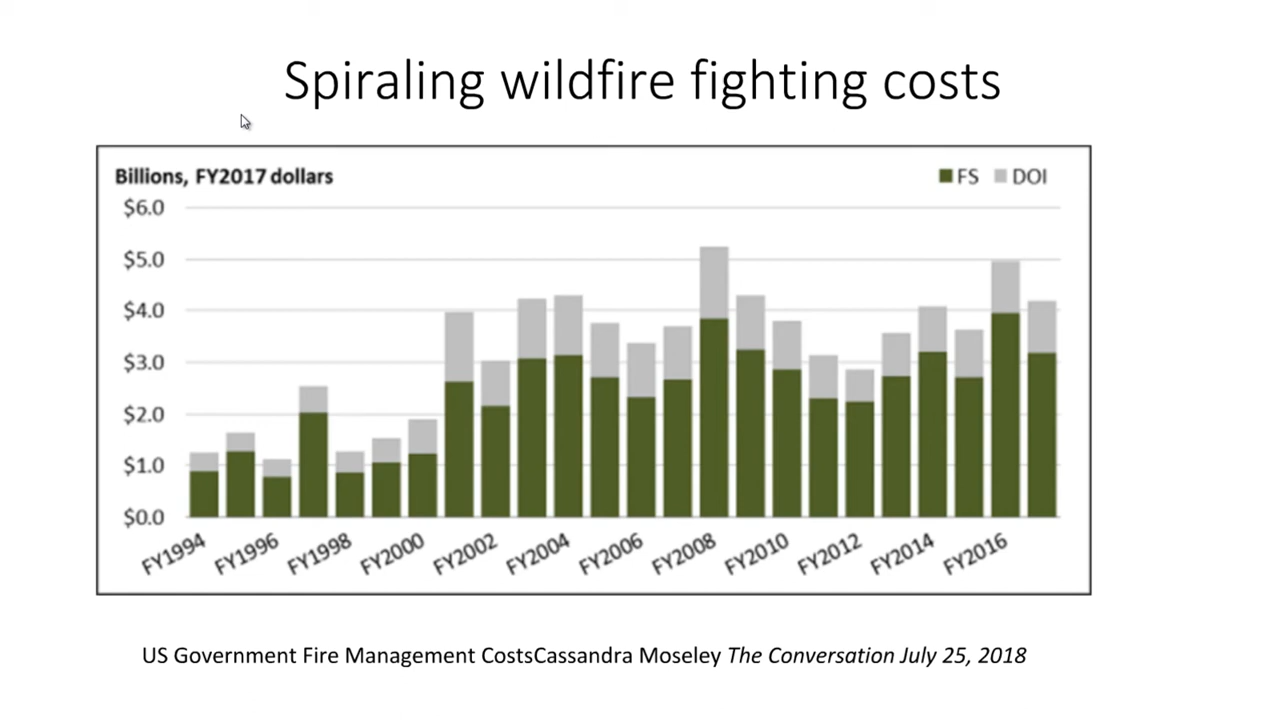 Spiraling wildfire fighting costs
Billions, FY2017 dollars
FS DOI
$6.0
$5.0
$4.0
$3.0
$2.0
$1.0
$0.0
FY1994 FY1996 FY1998 FY2000 FY2002 FY2004 FY2006 FY2008 FY2010 FY2012 FY2014 FY2016
US Government Fire Management CostsCassandra Moseley The Conversation July 25, 2018